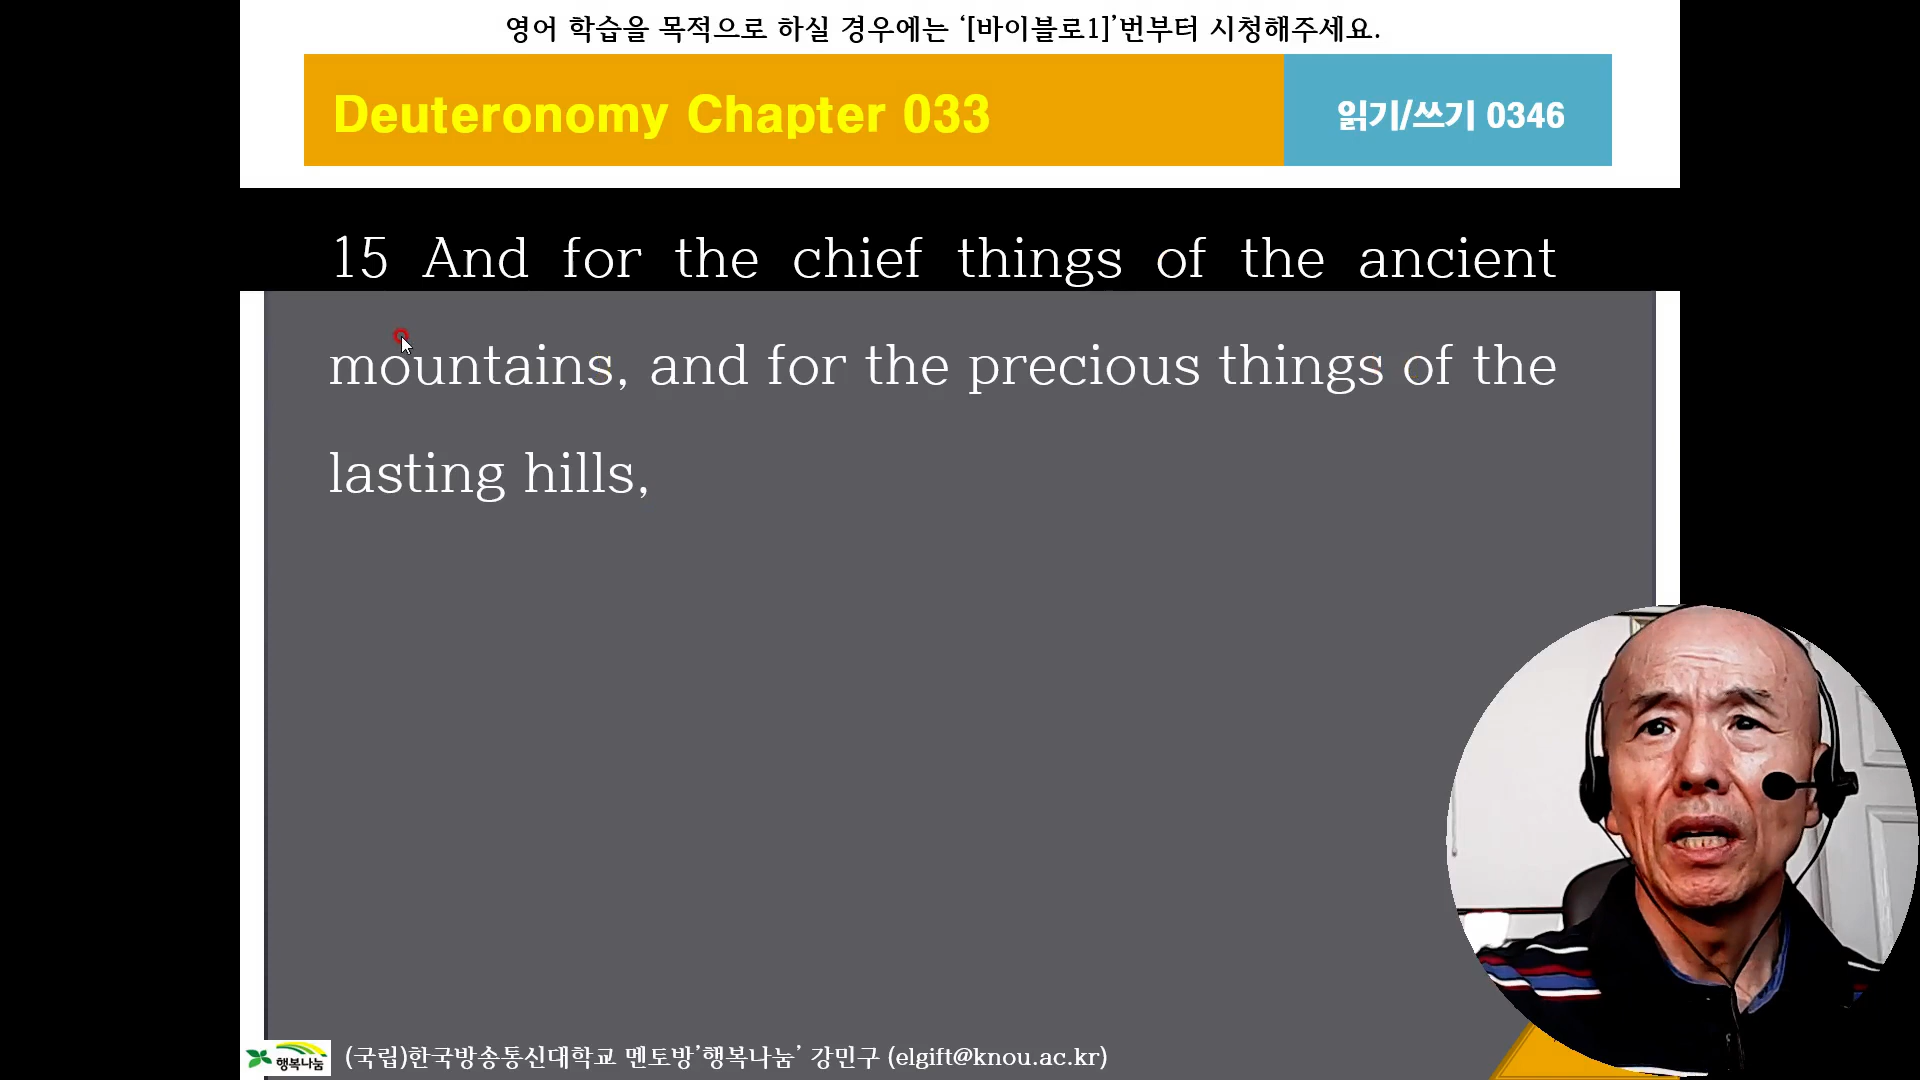 영어 학습을 목적으로 하실 경우에는 ‘[바이블로1]’번부터 시청해주세요.
Deuteronomy Chapter 033
읽기/쓰기 0346
15 And for the chief things of the ancient
mountains, and for the precious things of the
lasting hills,
행복나눔
(국립)한국방송통신대학교 멘토방’행복나눔’ 강민구 (elgift@knou.ac.kr)